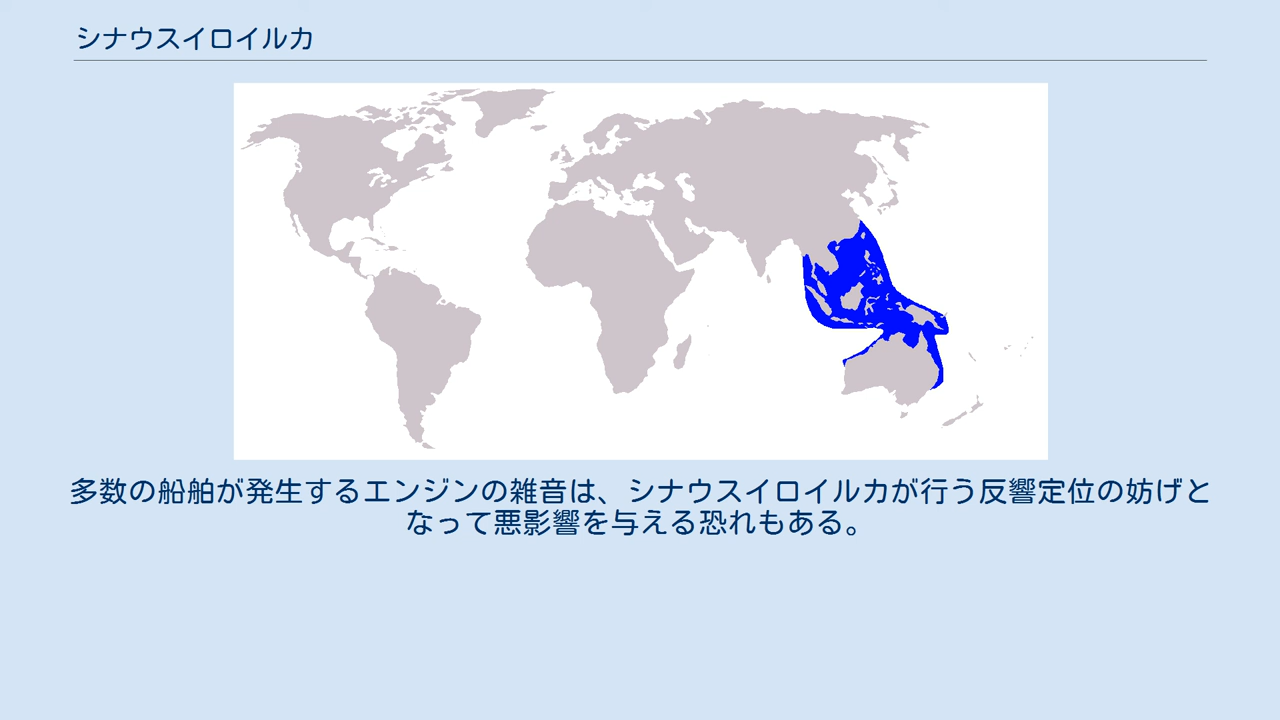 シナウスイロイルカ
多数の船舶が発生するエンジンの雑音は、シナウスイロイルカが行う反響定位の妨げと
なって悪影響を与える恐れもある。